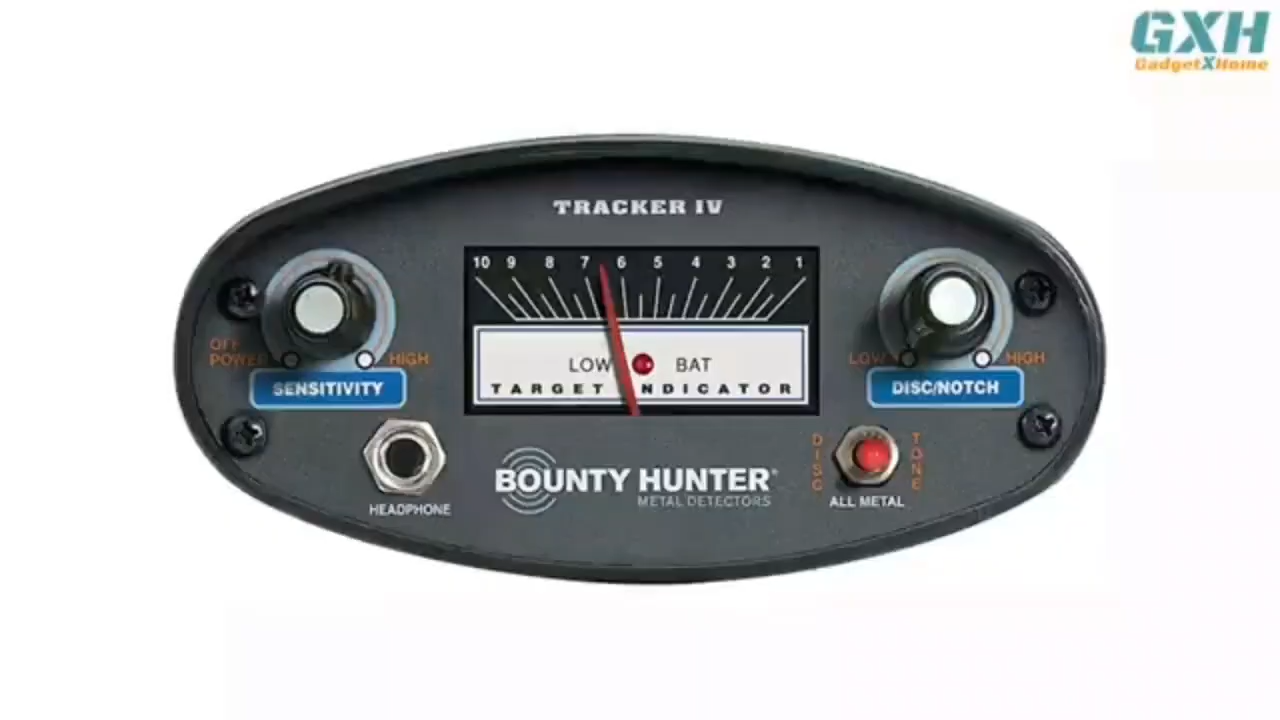 GXH
GadgetXHome
TRACKER IV
10 9 8 7 6 5 4 3 2 1
OFF
POWER
HIGH
SENSITIVITY
LOW BAT
TARGET INDICATOR
LOW
HIGH
DISC/NOTCH
HEADPHONE
BOUNTY HUNTER®
METAL DETECTORS
DISC
TONE
ALL METAL